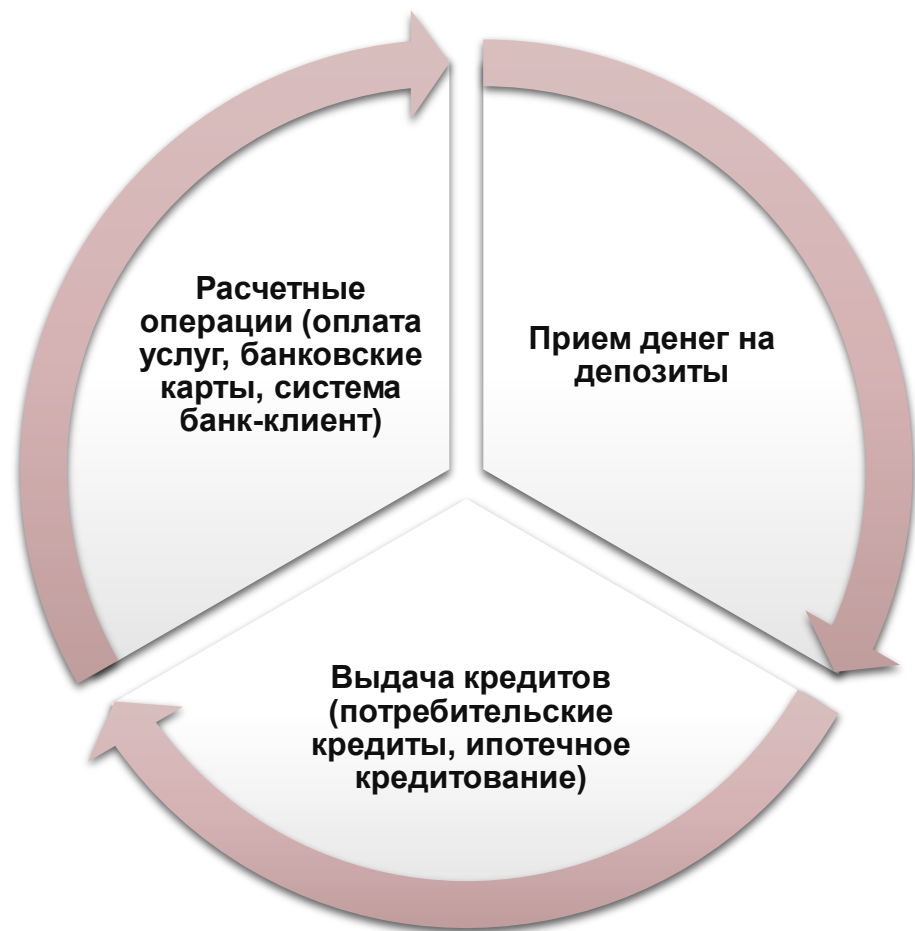 Расчетные
операции (оплата
услуг, банковские
карты, система
банк-клиент)
Прием денег на
депозиты
Выдача кредитов
(потребительские
кредиты, ипотечное
кредитование)